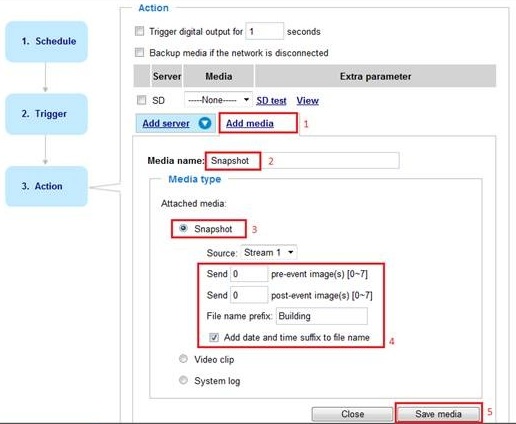 Action
1. Schedule
2. Trigger
3. Action
Trigger digital output for 1 seconds
Backup media if the network is disconnected
Server Media Extra parameter
SD -----None----- SD test View
Add server Add media 1
Media name: Snapshot 2
Media type
Attached media:
Snapshot 3
Source: Stream 1
Send 0 pre-event image(s) [0~7]
Send 0 post-event image(s) [0~7]
File name prefix: Building
Add date and time suffix to file name 4
Video clip
System log
Close Save media 5